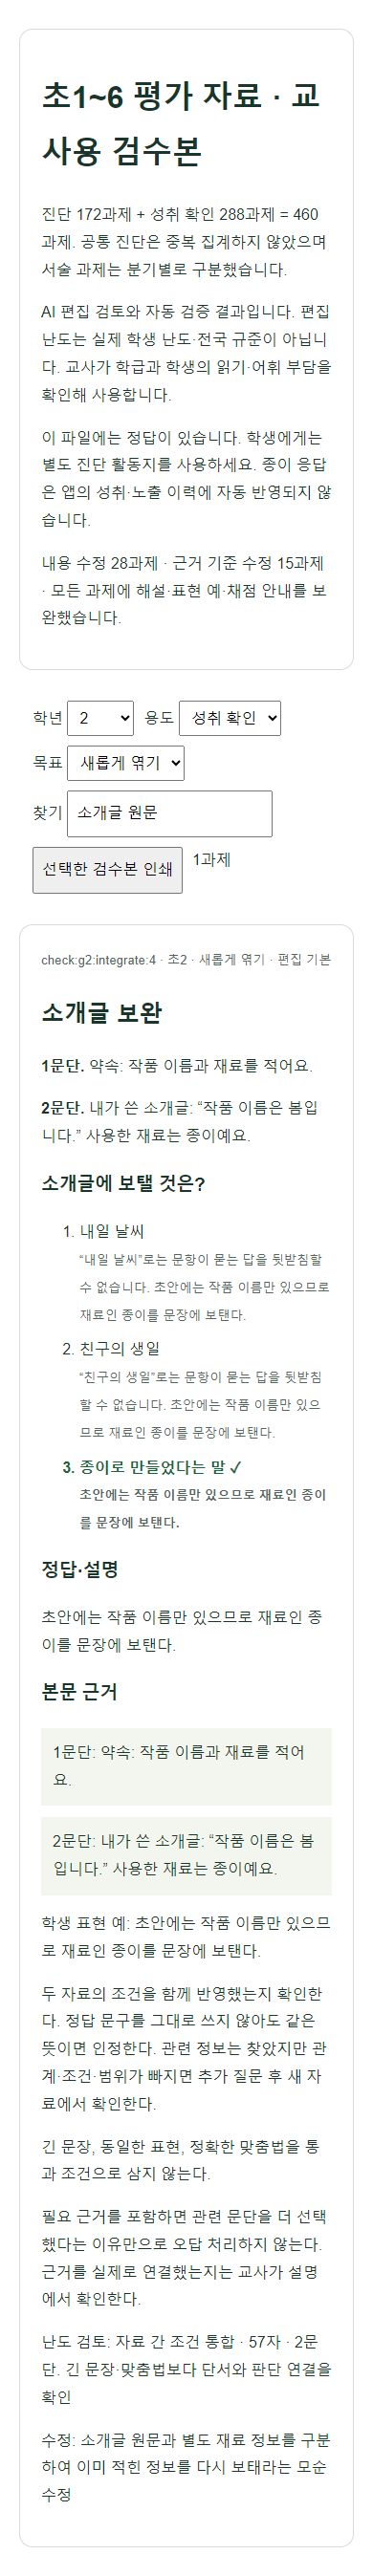 초1~6 평가 자료 · 교
사용 검수본
진단 172과제 + 성취 확인 288과제 = 460
과제. 공통 진단은 중복 집계하지 않았으며
서술 과제는 분기별로 구분했습니다.
AI 편집 검토와 자동 검증 결과입니다. 편집
난도는 실제 학생 난도·전국 규준이 아닙니
다. 교사가 학급과 학생의 읽기·어휘 부담을
확인해 사용합니다.
이 파일에는 정답이 있습니다. 학생에게는
별도 진단 활동지를 사용하세요. 종이 응답
은 앱의 성취·노출 이력에 자동 반영되지 않
습니다.
내용 수정 28과제 · 근거 기준 수정 15과제
· 모든 과제에 해설·표현 예·채점 안내를 보
완했습니다.
학년 2 용도 성취 확인
목표 새롭게 엮기
찾기 소개글 원문
선택한 검수본 인쇄 1과제
check:g2:integrate:4 · 초2 · 새롭게 엮기 · 편집 기본
소개글 보완
1문단. 약속: 작품 이름과 재료를 적어요.
2문단. 내가 쓴 소개글: “작품 이름은 봄입
니다.” 사용한 재료는 종이예요.
소개글에 보탤 것은?
1. 내일 날씨
“내일 날씨”로는 문항이 묻는 답을 뒷받침할
수 없습니다. 초안에는 작품 이름만 있으므로
재료인 종이를 문장에 보탠다.
2. 친구의 생일
“친구의 생일”로는 문항이 묻는 답을 뒷받침
할 수 없습니다. 초안에는 작품 이름만 있으
므로 재료인 종이를 문장에 보탠다.
3. 종이로 만들었다는 말 ✓
초안에는 작품 이름만 있으므로 재료인 종이
를 문장에 보탠다.
정답·설명
초안에는 작품 이름만 있으므로 재료인 종
이를 문장에 보탠다.
본문 근거
1문단: 약속: 작품 이름과 재료를 적어
요.
2문단: 내가 쓴 소개글: “작품 이름은 봄
입니다.” 사용한 재료는 종이예요.
학생 표현 예: 초안에는 작품 이름만 있으므
로 재료인 종이를 문장에 보탠다.
두 자료의 조건을 함께 반영했는지 확인한
다. 정답 문구를 그대로 쓰지 않아도 같은
뜻이면 인정한다. 관련 정보는 찾았지만 관
계·조건·범위가 빠지면 추가 질문 후 새 자
료에서 확인한다.
긴 문장, 동일한 표현, 정확한 맞춤법을 통
과 조건으로 삼지 않는다.
필요 근거를 포함하면 관련 문단을 더 선택
했다는 이유만으로 오답 처리하지 않는다.
근거를 실제로 연결했는지는 교사가 설명
에서 확인한다.
난도 검토: 자료 간 조건 통합 · 57자 · 2문
단. 긴 문장·맞춤법보다 단서와 판단 연결을
확인
수정: 소개글 원문과 별도 재료 정보를 구분
하여 이미 적힌 정보를 다시 보태라는 모순
수정